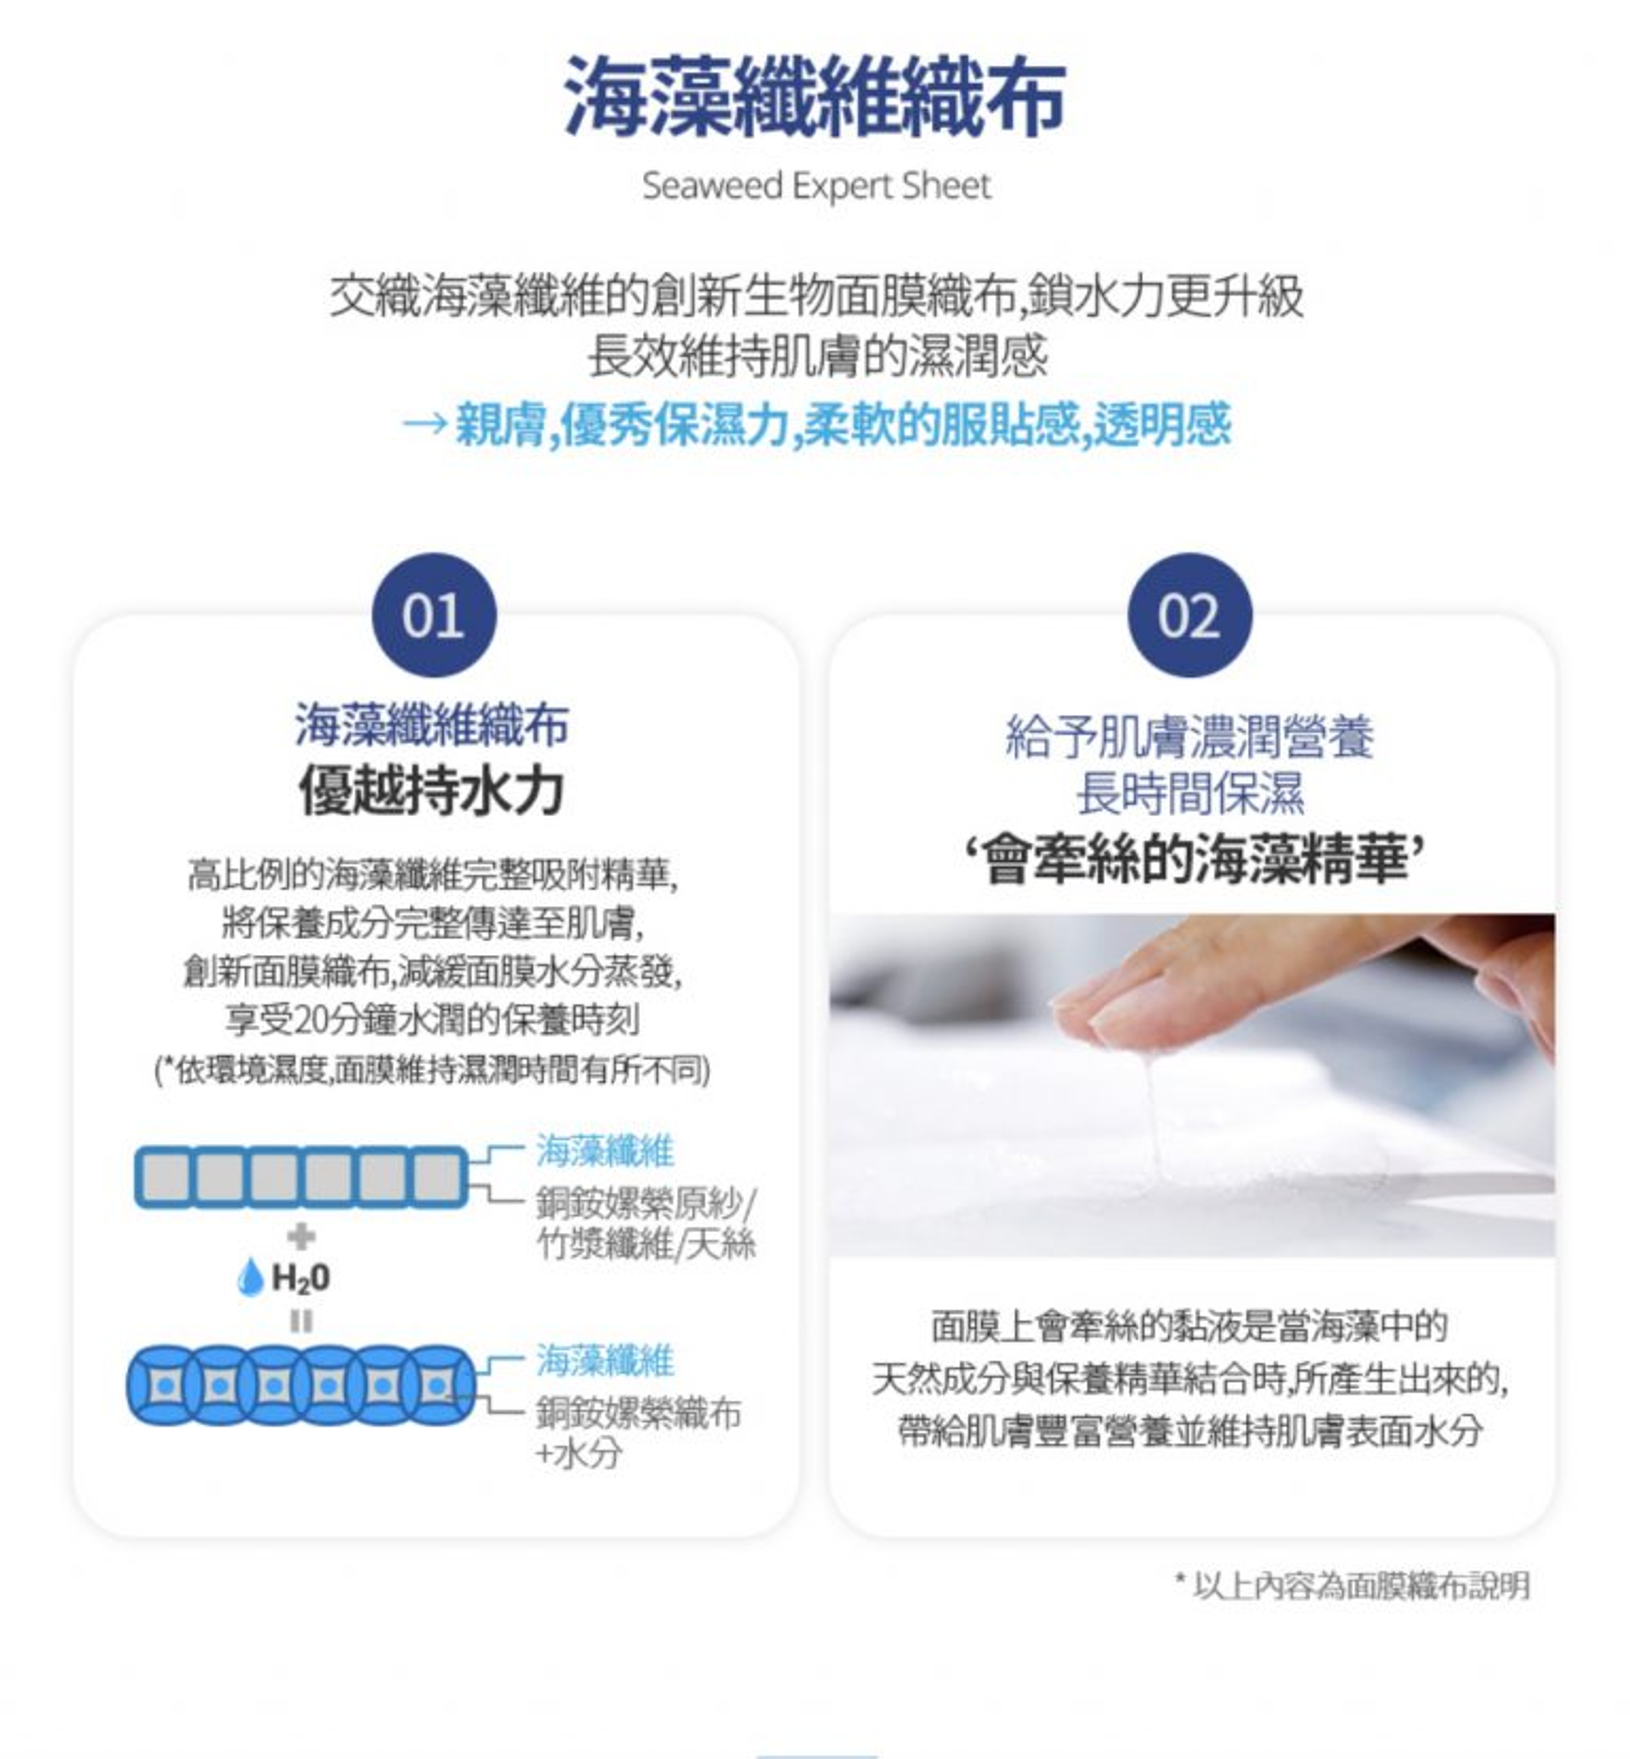 海藻纖維織布
Seaweed Expert Sheet
交織海藻纖維的創新生物面膜織布,鎖水力更升級
長效維持肌膚的濕潤感
→親膚,優秀保濕力,柔軟的服貼感,透明感
01
海藻纖維織布
優越持水力
高比例的海藻纖維完整吸附精華,
將保養成分完整傳達至肌膚,
創新面膜織布,減緩面膜水分蒸發,
享受20分鐘水潤的保養時刻
(*依環境濕度,面膜維持濕潤時間有所不同)
海藻纖維
銅銨嫘縈原紗/
竹漿纖維/天絲
+
H₂0
=
海藻纖維
銅銨嫘縈織布
+水分
02
給予肌膚濃潤營養
長時間保濕
‘會牽絲的海藻精華’
面膜上會牽絲的黏液是當海藻中的
天然成分與保養精華結合時,所產生出來的,
帶給肌膚豐富營養並維持肌膚表面水分
* 以上內容為面膜織布說明